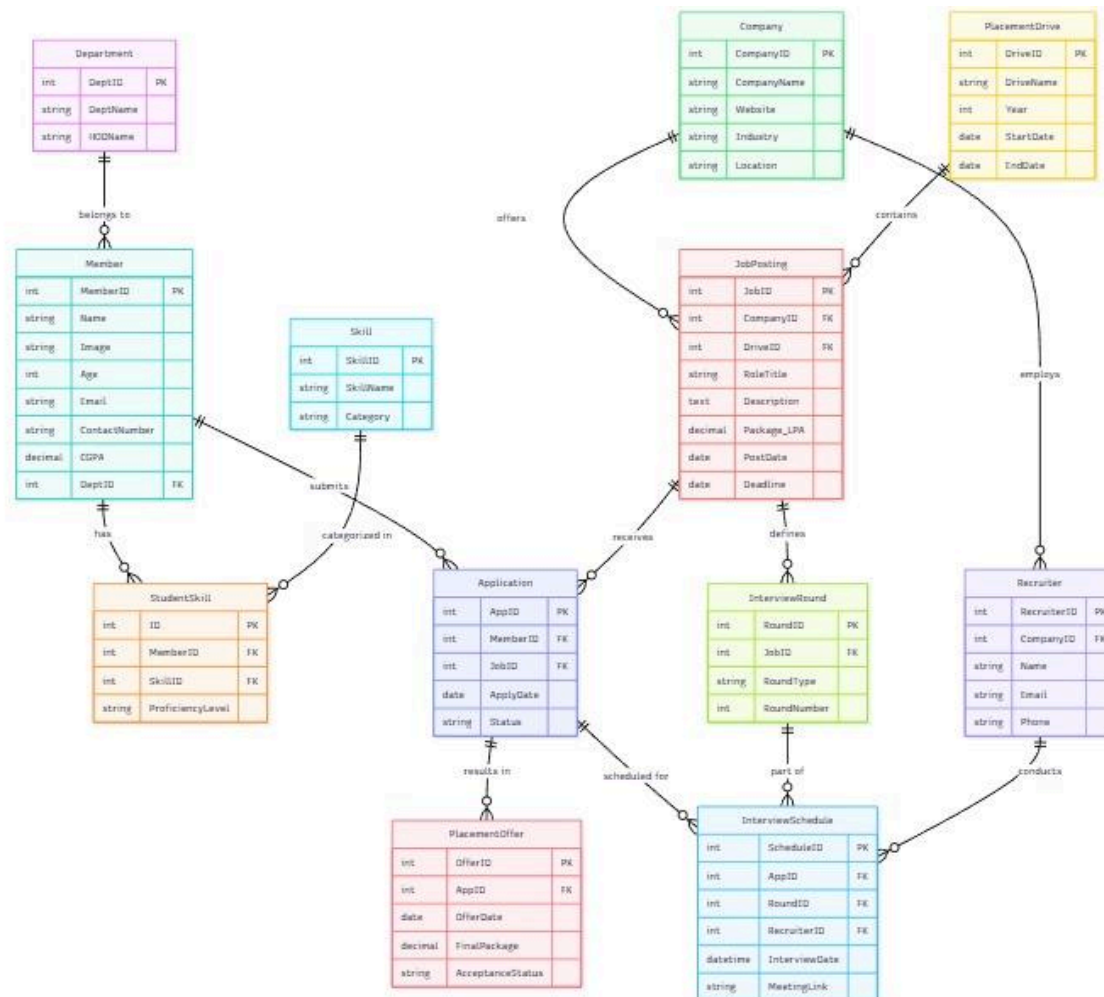 Department
int DeptID PK
string DeptName
string HODName
belongs to
Company
int CompanyID PK
string CompanyName
string Website
string Industry
string Location
PlacementDrive
int DriveID PK
string DriveName
int Year
date StartDate
date EndDate
offers
contains
employs
Member
int MemberID PK
string Name
string Image
int Age
string Email
string ContactNumber
decimal CGPA
int DeptID FK
Skill
int SkillID PK
string SkillName
string Category
JobPosting
int JobID PK
int CompanyID FK
int DriveID FK
string RoleTitle
text Description
decimal Package_LPA
date PostDate
date Deadline
has
submits
categorized in
receives
defines
StudentSkill
int ID PK
int MemberID FK
int SkillID FK
string ProficiencyLevel
Application
int AppID PK
int MemberID FK
int JobID FK
date ApplyDate
string Status
InterviewRound
int RoundID PK
int JobID FK
string RoundType
int RoundNumber
Recruiter
int RecruiterID PK
int CompanyID FK
string Name
string Email
string Phone
results in
scheduled for
part of
conducts
PlacementOffer
int OfferID PK
int AppID FK
date OfferDate
decimal FinalPackage
string AcceptanceStatus
InterviewSchedule
int ScheduleID PK
int AppID FK
int RoundID FK
int RecruiterID FK
datetime InterviewDate
string MeetingLink